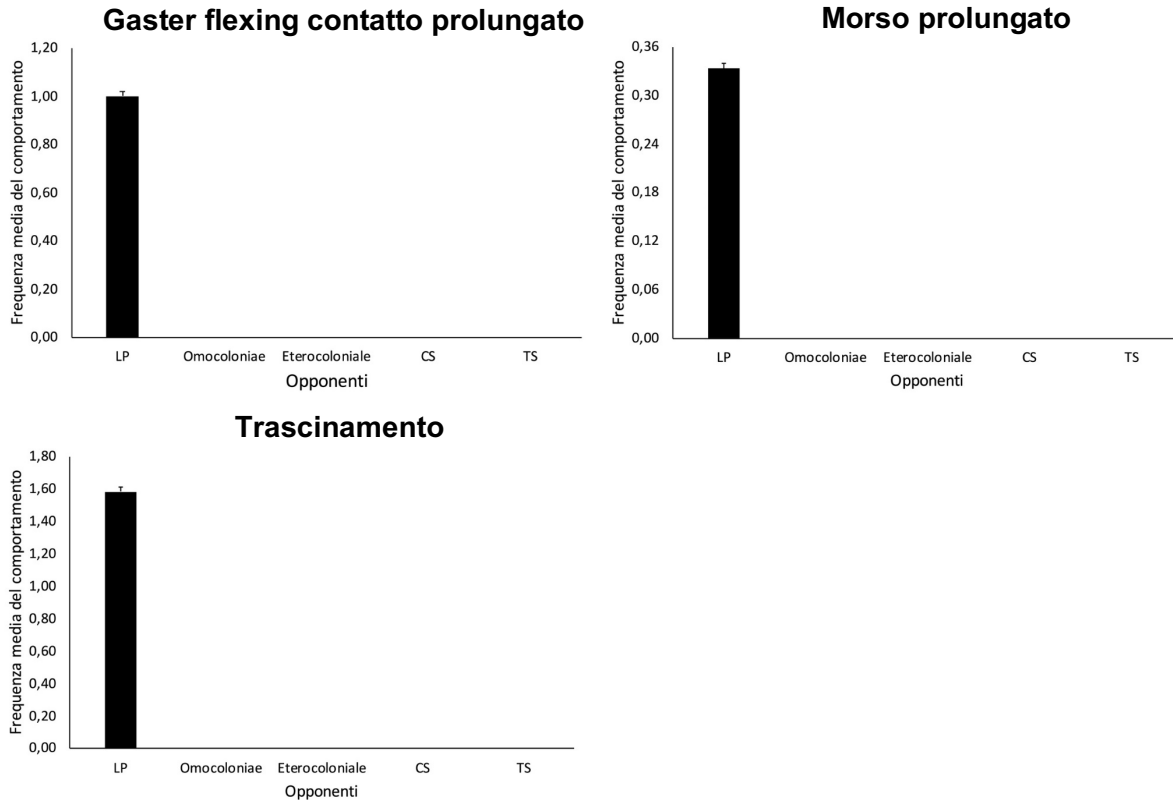 Gaster flexing contatto prolungato
Frequenza media del comportamento
1,20
1,00
0,80
0,60
0,40
0,20
0,00
LP Omocoloniae Eterocoloniale CS TS
Opponenti
Morso prolungato
Frequenza media del comportamento
0,36
0,30
0,24
0,18
0,12
0,06
0,00
LP Omocoloniae Eterocoloniale CS TS
Opponenti
Trascinamento
Frequenza media del comportamento
1,80
1,60
1,40
1,20
1,00
0,80
0,60
0,40
0,20
0,00
LP Omocoloniae Eterocoloniale CS TS
Opponenti